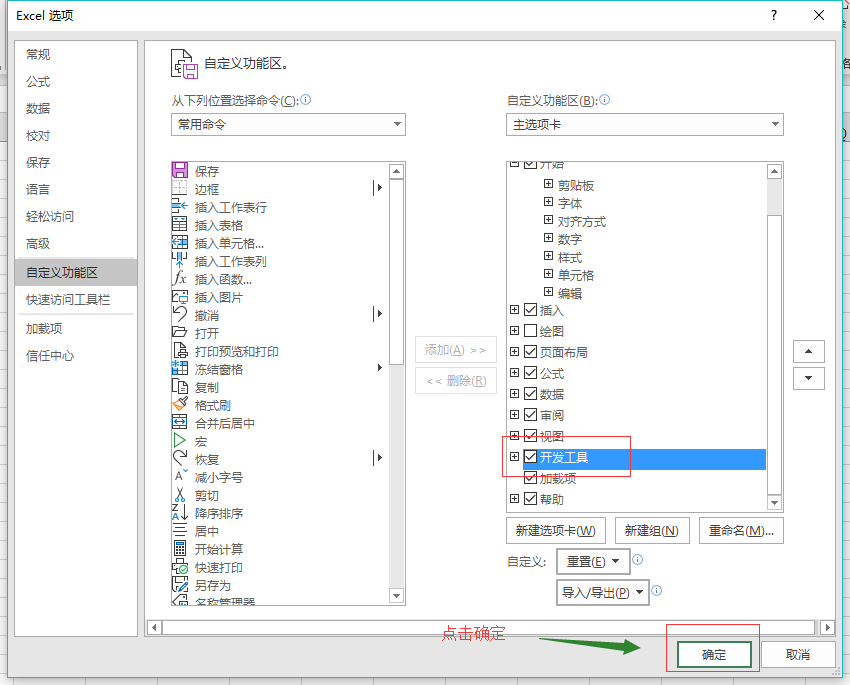 Excel 选项
?
常规
公式
数据
校对
保存
语言
轻松访问
高级
自定义功能区
快速访问工具栏
加载项
信任中心
自定义功能区。
从下列位置选择命令(C):
常用命令
保存
边框
插入工作表行
插入表格
插入单元格...
插入工作表列
插入函数...
插入图片
撤消
打开
打印预览和打印
冻结窗格
复制
格式刷
合并后居中
宏
恢复
减小字号
剪切
降序排序
居中
开始计算
快速打印
另存为
名称管理器
添加(A) >>
<< 删除(R)
自定义功能区(B):
主选项卡
开始
剪贴板
字体
对齐方式
数字
样式
单元格
编辑
插入
绘图
页面布局
公式
数据
审阅
视图
开发工具
加载项
帮助
新建选项卡(W)
新建组(N)
重命名(M)...
自定义:
重置(E)
导入/导出(P)
点击确定
确定
取消